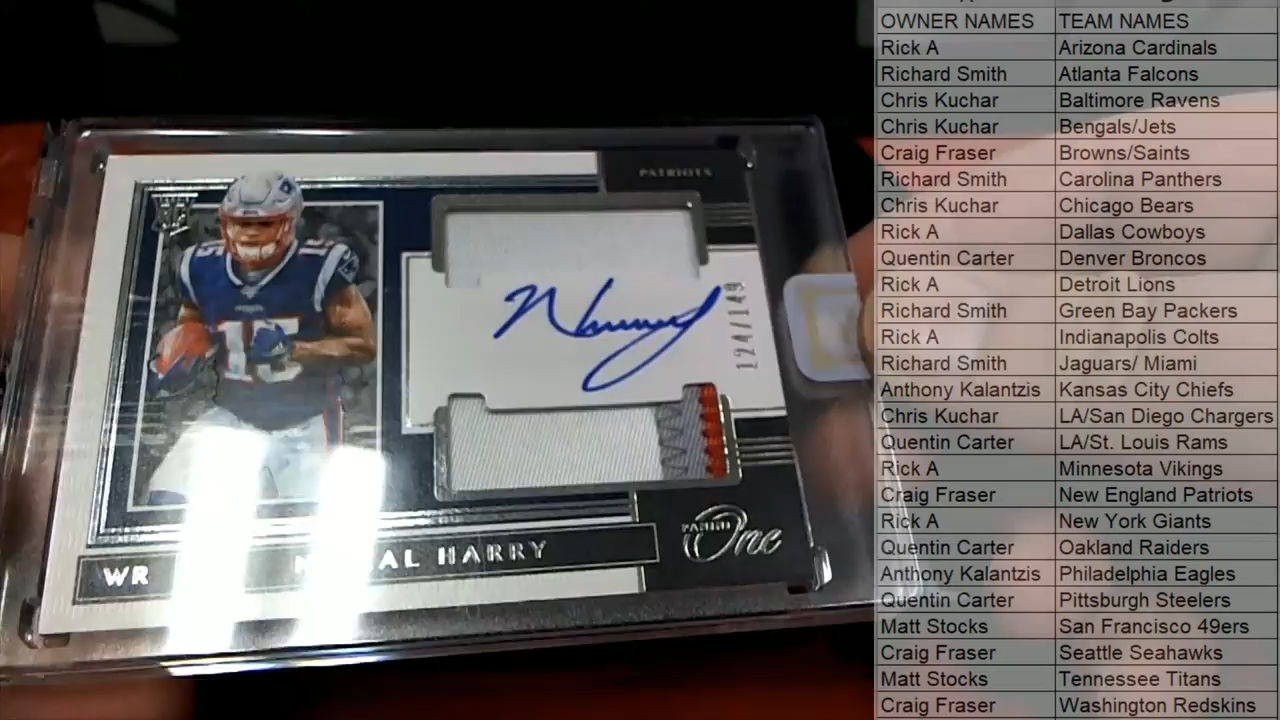 PATRIOTS
RC
15
15
124/149
PANINI
One
WR
AL HARRY
OWNER NAMES TEAM NAMES
Rick A Arizona Cardinals
Richard Smith Atlanta Falcons
Chris Kuchar Baltimore Ravens
Chris Kuchar Bengals/Jets
Craig Fraser Browns/Saints
Richard Smith Carolina Panthers
Chris Kuchar Chicago Bears
Rick A Dallas Cowboys
Quentin Carter Denver Broncos
Rick A Detroit Lions
Richard Smith Green Bay Packers
Rick A Indianapolis Colts
Richard Smith Jaguars/ Miami
Anthony Kalantzis Kansas City Chiefs
Chris Kuchar LA/San Diego Chargers
Quentin Carter LA/St. Louis Rams
Rick A Minnesota Vikings
Craig Fraser New England Patriots
Rick A New York Giants
Quentin Carter Oakland Raiders
Anthony Kalantzis Philadelphia Eagles
Quentin Carter Pittsburgh Steelers
Matt Stocks San Francisco 49ers
Craig Fraser Seattle Seahawks
Matt Stocks Tennessee Titans
Craig Fraser Washington Redskins